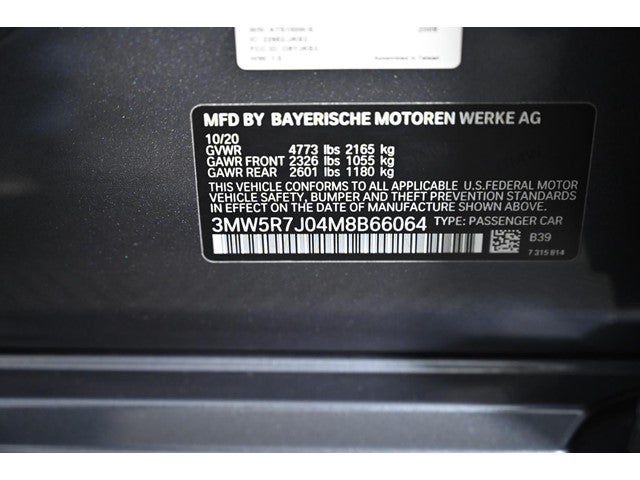 MFD BY BAYERISCHE MOTOREN WERKE AG
10/20
GVWR 4773 lbs 2165 kg
GAWR FRONT 2326 lbs 1055 kg
GAWR REAR 2601 lbs 1180 kg
THIS VEHICLE CONFORMS TO ALL APPLICABLE U.S.FEDERAL MOTOR
VEHICLE SAFETY, BUMPER AND THEFT PREVENTION STANDARDS
IN EFFECT ON THE DATE OF MANUFACTURE SHOWN ABOVE.
3MW5R7J04M8B66064 TYPE: PASSENGER CAR
B39
7 315 814